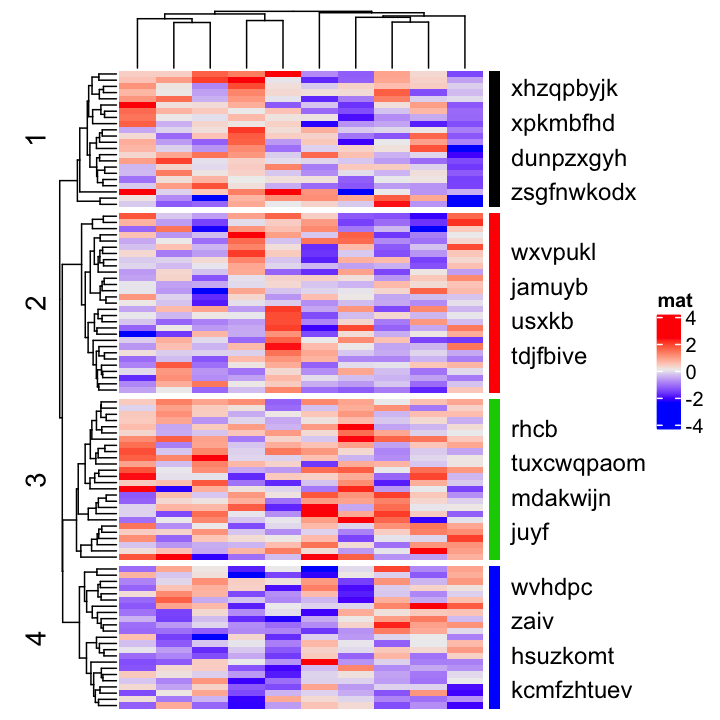 1
xhzqpbyjk
xpkmbfhd
dunpzxgyh
zsgfnwkodx
2
wxvpukl
jamuyb
usxkb
tdjfbive
mat
4
2
0
-2
-4
3
rhcb
tuxcwqpaom
mdakwijn
juyf
4
wvhdpc
zaiv
hsuzkomt
kcmfzhtuev